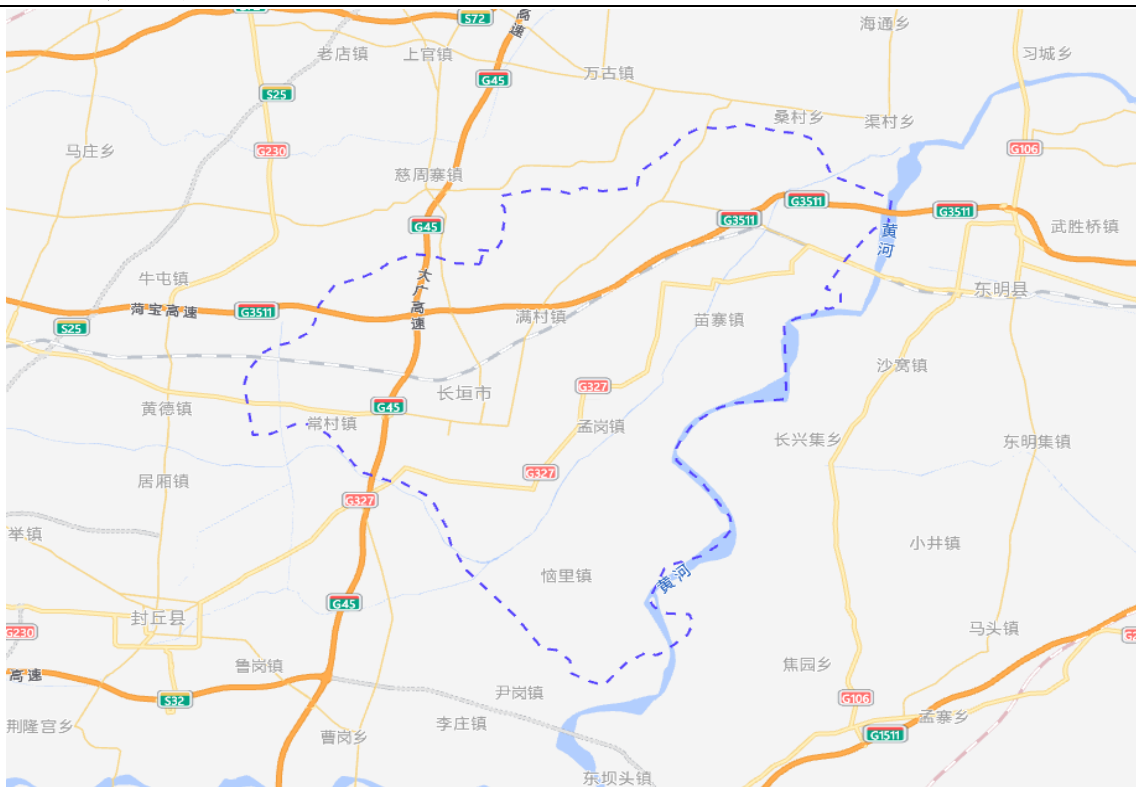 S72
高速
海通乡
老店镇
上官镇
习城乡
G45
万古镇
S25
桑村乡
渠村乡
G230
G106
马庄乡
慈周寨镇
G3511
G3511
G3511
G45
武胜桥镇
黄河
牛屯镇
大广高速
东明县
菏宝高速
G3511
满村镇
苗寨镇
S25
沙窝镇
G327
长垣市
黄德镇
G45
常村镇
孟岗镇
长兴集乡
东明集镇
G327
居厢镇
G327
举镇
小井镇
恼里镇
黄河
G45
封丘县
马头镇
G230
鲁岗镇
焦园乡
高速
S32
尹岗镇
G106
荆隆宫乡
李庄镇
孟寨乡
曹岗乡
G1511
东坝头镇